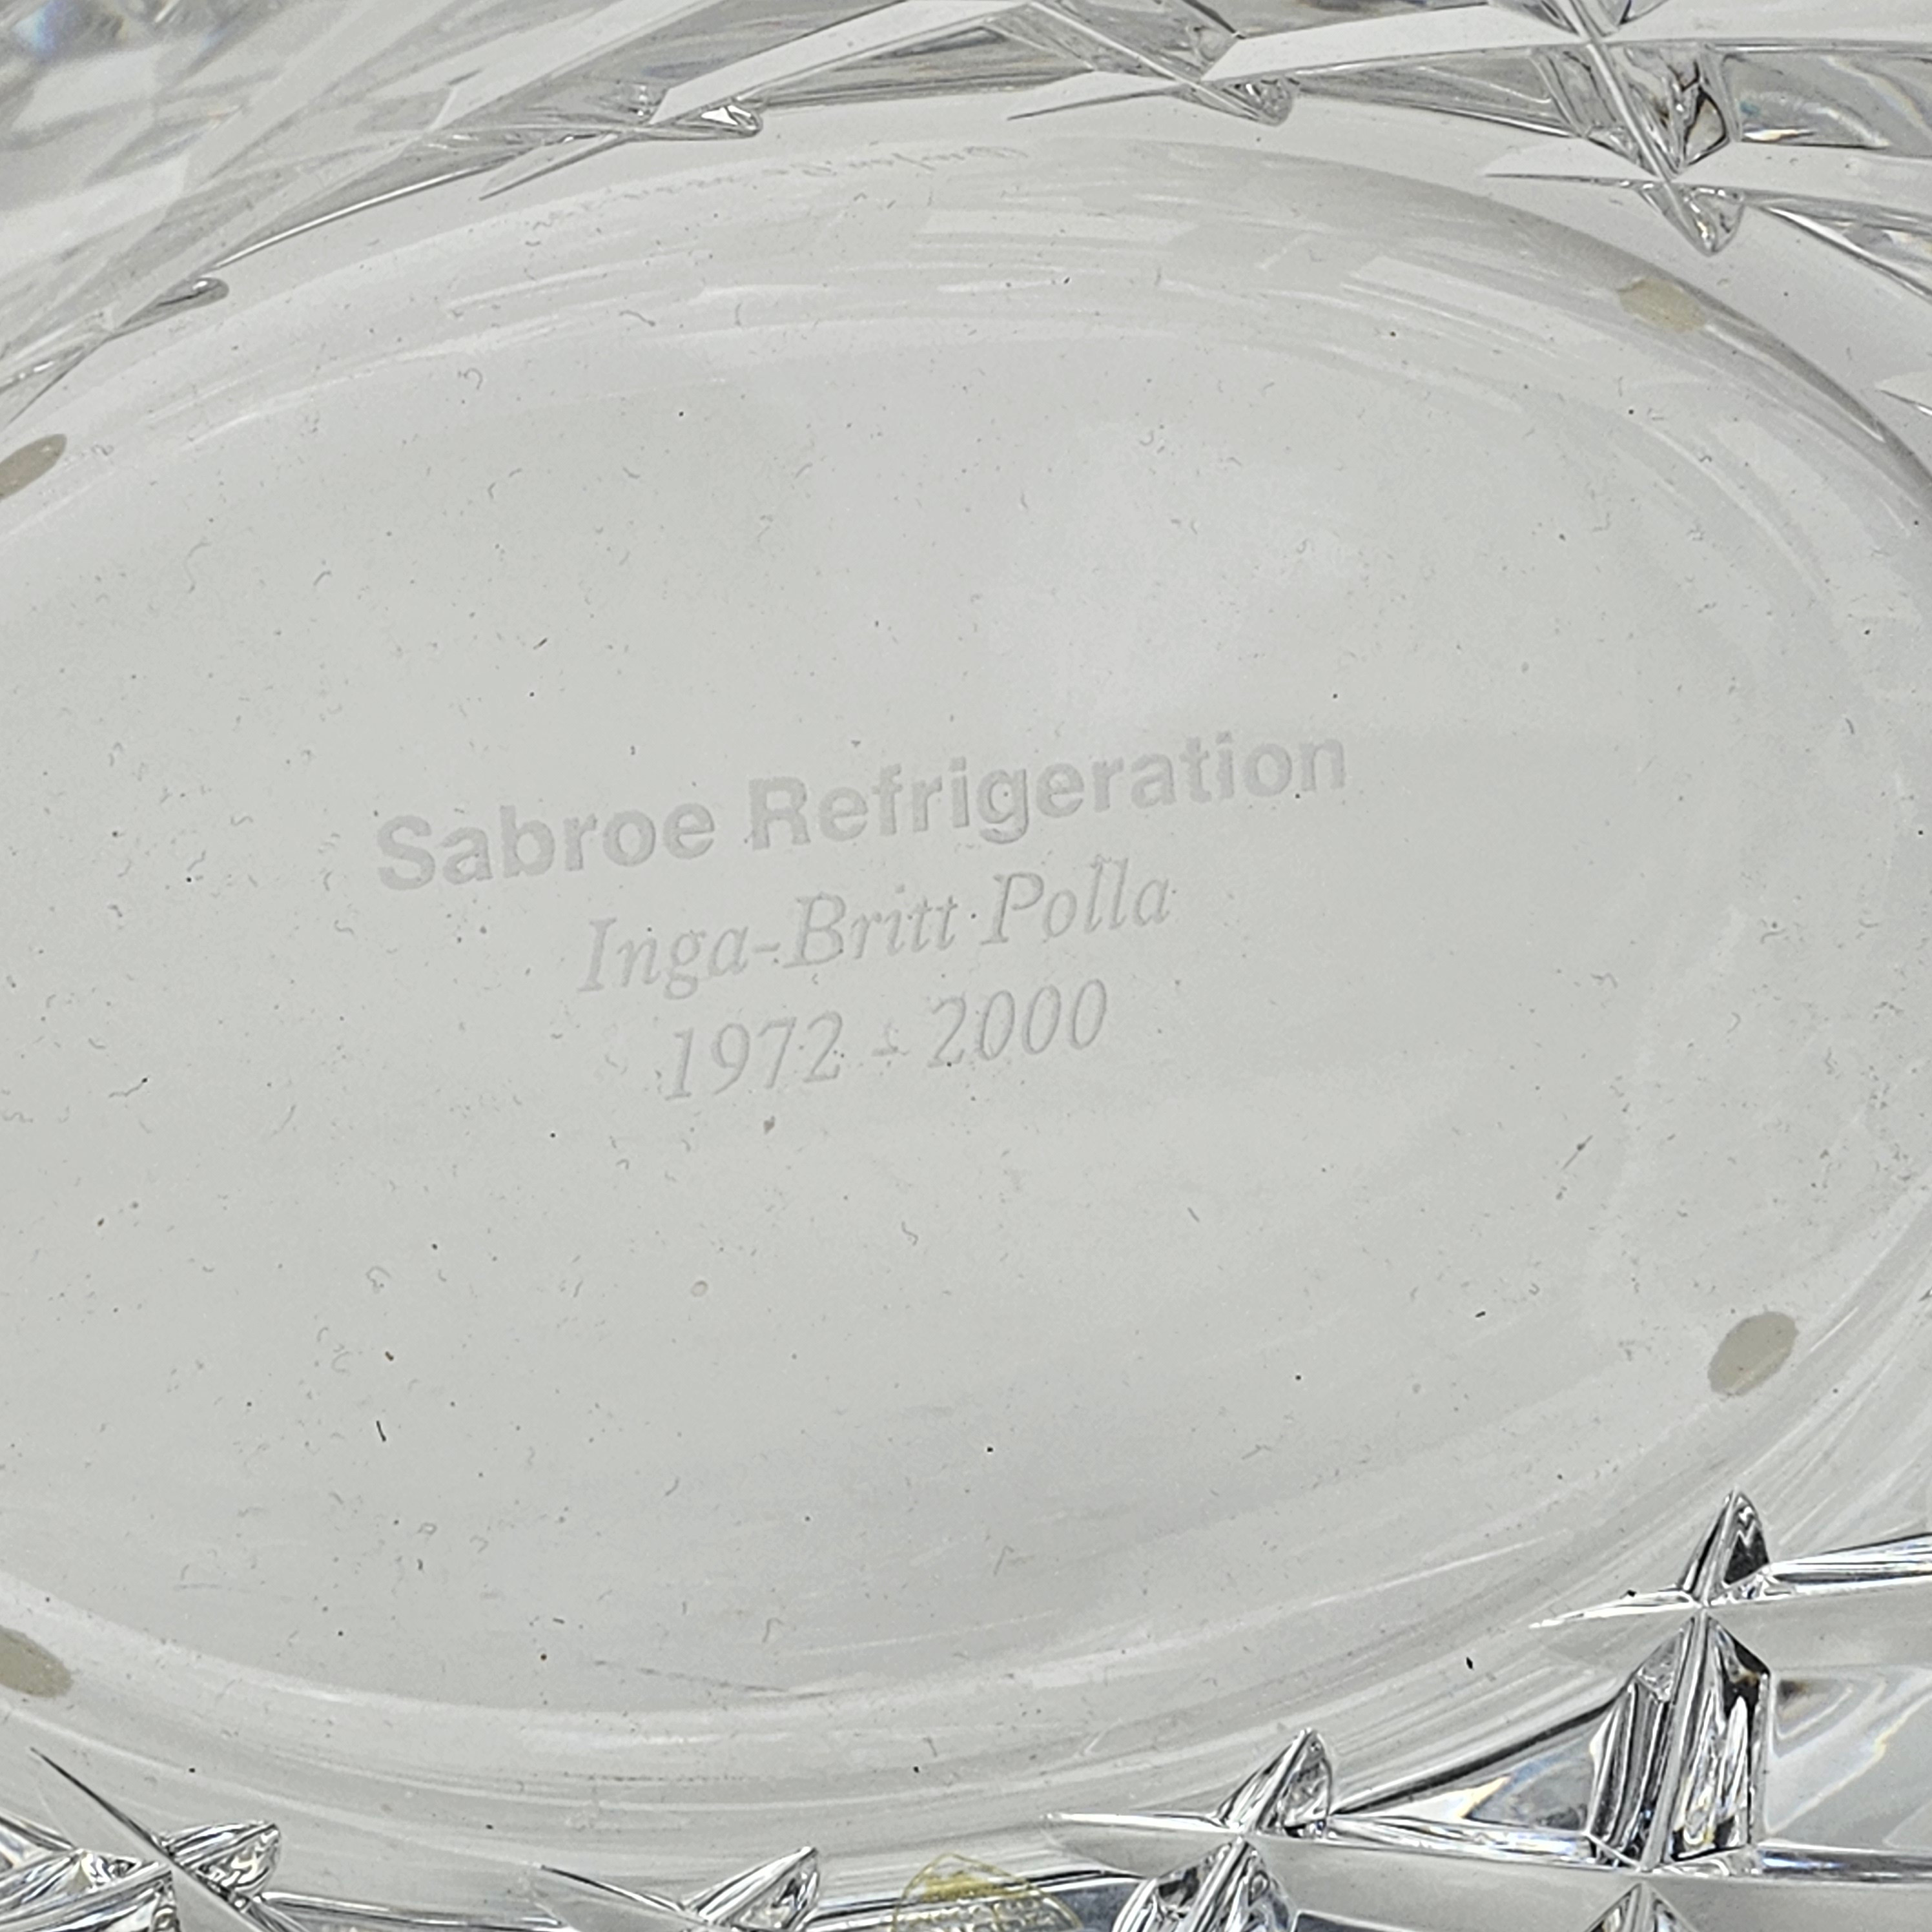 Sabroe Refrigeration
Inga-Britt Polla
1972 - 2000